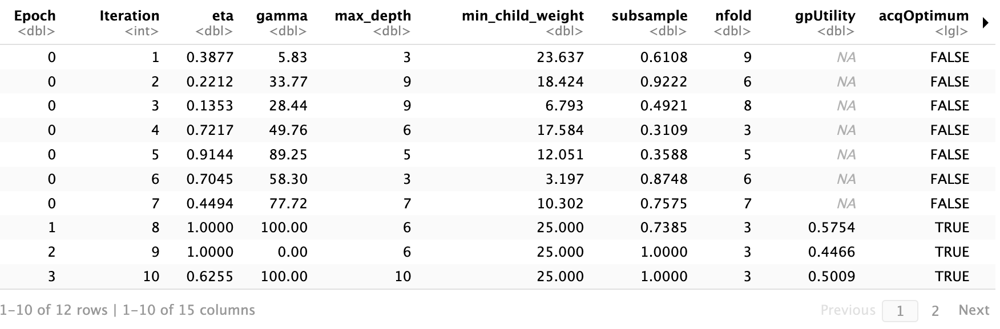 Epoch Iteration eta gamma max_depth min_child_weight subsample nfold gpUtility acqOptimum
<dbl> <int> <dbl> <dbl> <dbl> <dbl> <dbl> <dbl> <dbl> <lgl>
0 1 0.3877 5.83 3 23.637 0.6108 9 NA FALSE
0 2 0.2212 33.77 9 18.424 0.9222 6 NA FALSE
0 3 0.1353 28.44 9 6.793 0.4921 8 NA FALSE
0 4 0.7217 49.76 6 17.584 0.3109 3 NA FALSE
0 5 0.9144 89.25 5 12.051 0.3588 5 NA FALSE
0 6 0.7045 58.30 3 3.197 0.8748 6 NA FALSE
0 7 0.4494 77.72 7 10.302 0.7575 7 NA FALSE
1 8 1.0000 100.00 6 25.000 0.7385 3 0.5754 TRUE
2 9 1.0000 0.00 6 25.000 1.0000 3 0.4466 TRUE
3 10 0.6255 100.00 10 25.000 1.0000 3 0.5009 TRUE
1-10 of 12 rows | 1-10 of 15 columns Previous 1 2 Next